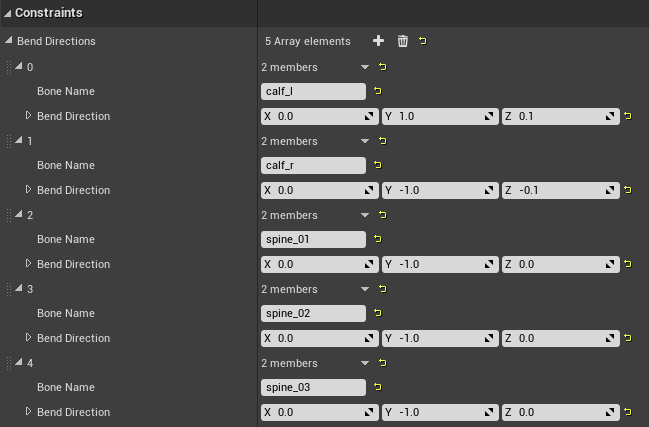 Constraints
Bend Directions 5 Array elements
0 2 members
Bone Name calf_l
Bend Direction X 0.0 Y 1.0 Z 0.1
1 2 members
Bone Name calf_r
Bend Direction X 0.0 Y -1.0 Z -0.1
2 2 members
Bone Name spine_01
Bend Direction X 0.0 Y -1.0 Z 0.0
3 2 members
Bone Name spine_02
Bend Direction X 0.0 Y -1.0 Z 0.0
4 2 members
Bone Name spine_03
Bend Direction X 0.0 Y -1.0 Z 0.0